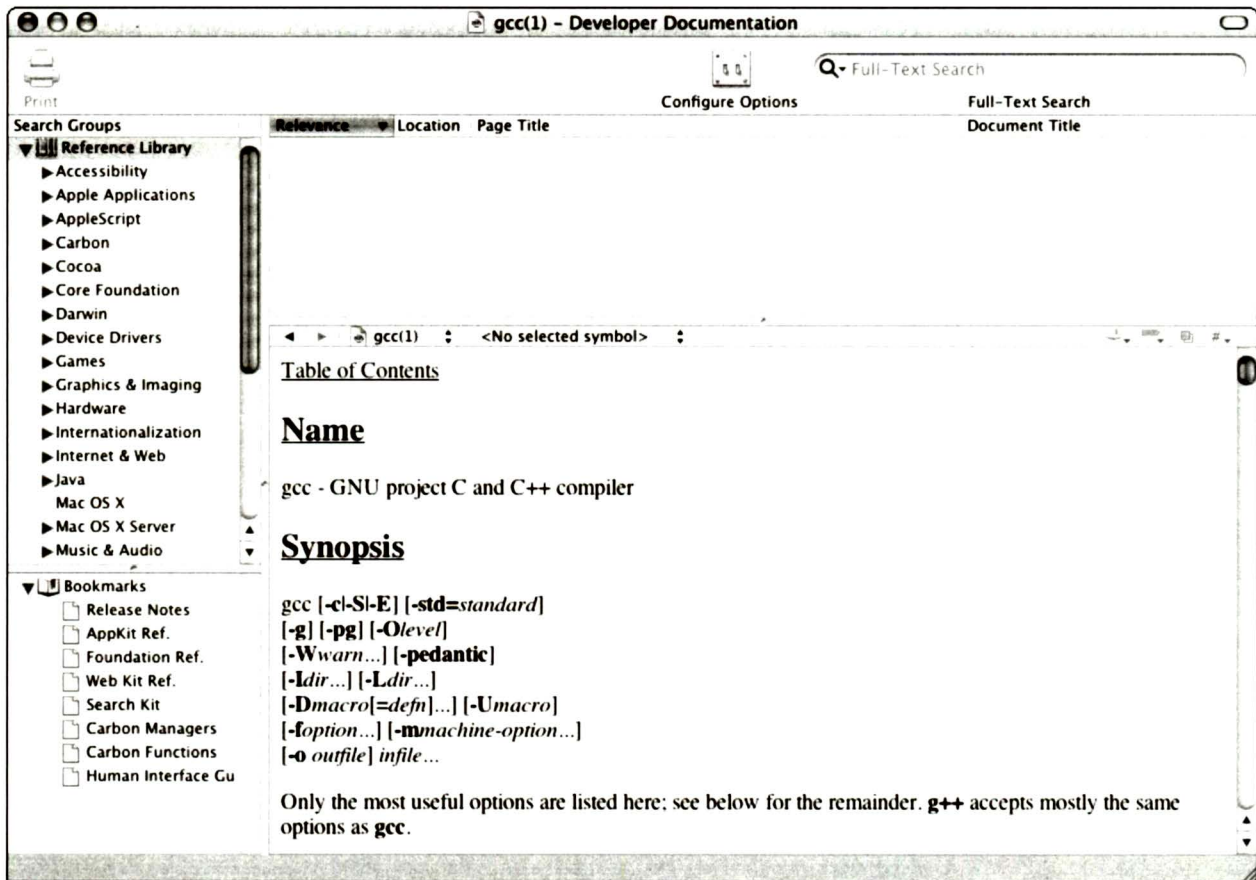 gcc(1) – Developer Documentation
Print
Configure Options
Full-Text Search
Full-Text Search
Search Groups
Relevance Location Page Title Document Title
Reference Library
Accessibility
Apple Applications
AppleScript
Carbon
Cocoa
Core Foundation
Darwin
Device Drivers
Games
Graphics & Imaging
Hardware
Internationalization
Internet & Web
Java
Mac OS X
Mac OS X Server
Music & Audio
Bookmarks
Release Notes
AppKit Ref.
Foundation Ref.
Web Kit Ref.
Search Kit
Carbon Managers
Carbon Functions
Human Interface Gu
gcc(1) <No selected symbol> #
Table of Contents
Name
gcc - GNU project C and C++ compiler
Synopsis
gcc [-c|-S|-E] [-std=standard]
[-g] [-pg] [-Olevel]
[-Wwarn...] [-pedantic]
[-Idir...] [-Ldir...]
[-Dmacro[=defn]...] [-Umacro]
[-foption...] [-mmachine-option...]
[-o outfile] infile...
Only the most useful options are listed here; see below for the remainder. g++ accepts mostly the same
options as gcc.